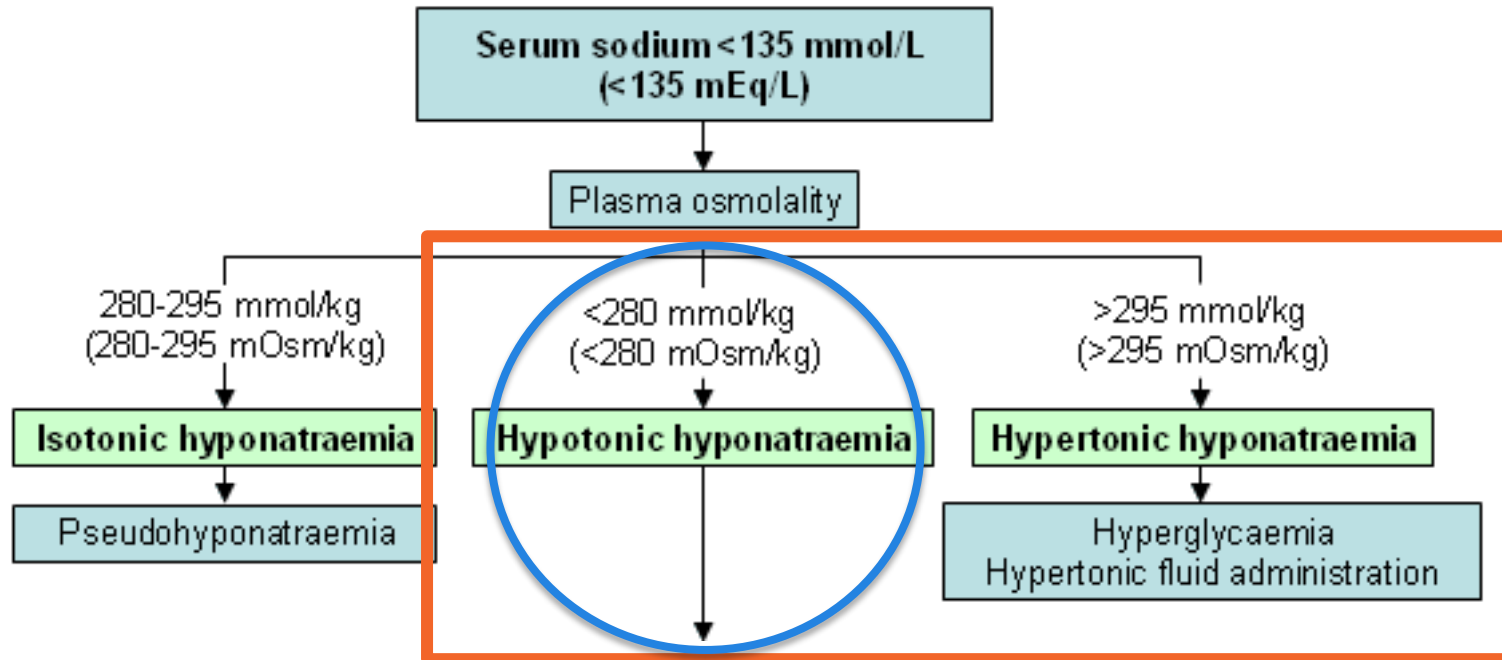 Serum sodium <135 mmol/L
(<135 mEq/L)
Plasma osmolality
280-295 mmol/kg
(280-295 mOsm/kg)
<280 mmol/kg
(<280 mOsm/kg)
>295 mmol/kg
(>295 mOsm/kg)
Isotonic hyponatraemia
Hypotonic hyponatraemia
Hypertonic hyponatraemia
Pseudohyponatraemia
Hyperglycaemia
Hypertonic fluid administration